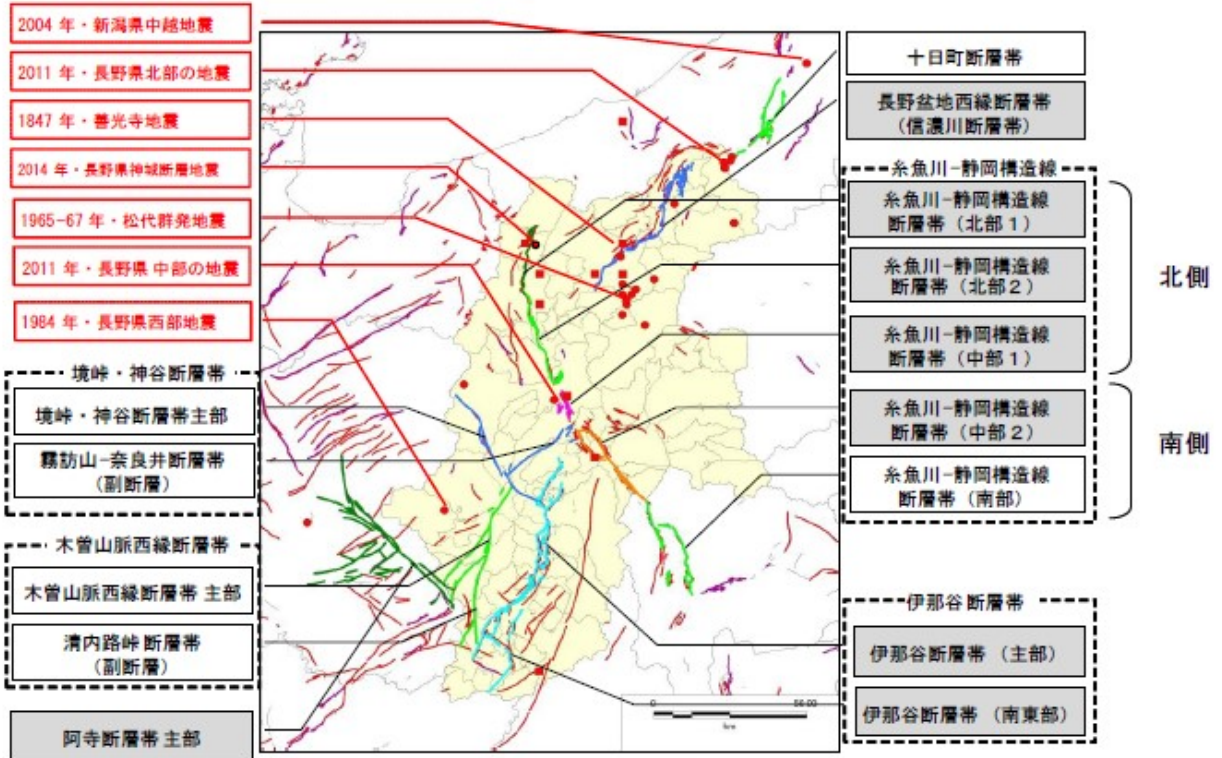 2004 年・新潟県中越地震
2011 年・長野県北部の地震
1847 年・善光寺地震
2014 年・長野県神城断層地震
1965-67 年・松代群発地震
2011 年・長野県 中部の地震
1984 年・長野県西部地震
境峠・神谷断層帯
境峠・神谷断層帯主部
霧訪山-奈良井断層帯
(副断層)
木曽山脈西縁断層帯
木曽山脈西縁断層帯 主部
清内路峠 断層帯
(副断層)
阿寺断層帯 主部
十日町断層帯
長野盆地西縁断層帯
(信濃川断層帯)
糸魚川-静岡構造線
糸魚川-静岡構造線
断層帯(北部1)
糸魚川-静岡構造線
断層帯(北部2)
糸魚川-静岡構造線
断層帯(中部1)
糸魚川-静岡構造線
断層帯(中部2)
糸魚川-静岡構造線
断層帯(南部)
北側
南側
伊那谷断層帯
伊那谷断層帯 (主部)
伊那谷断層帯 (南東部)
0
km